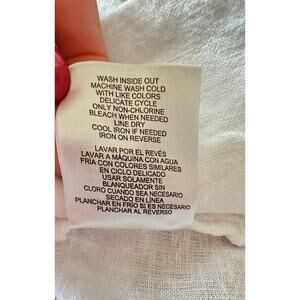 WASH INSIDE OUT
MACHINE WASH COLD
WITH LIKE COLORS
DELICATE CYCLE
ONLY NON-CHLORINE
BLEACH WHEN NEEDED
LINE DRY
COOL IRON IF NEEDED
IRON ON REVERSE
LAVAR POR EL REVÉS
LAVAR A MÁQUINA CON AGUA
FRÍA CON COLORES SIMILARES
EN CICLO DELICADO
USAR SOLAMENTE
BLANQUEADOR SIN
CLORO CUANDO SEA NECESARIO
SECADO EN LÍNEA
PLANCHAR EN FRÍO SI ES NECESARIO
PLANCHAR AL REVERSO